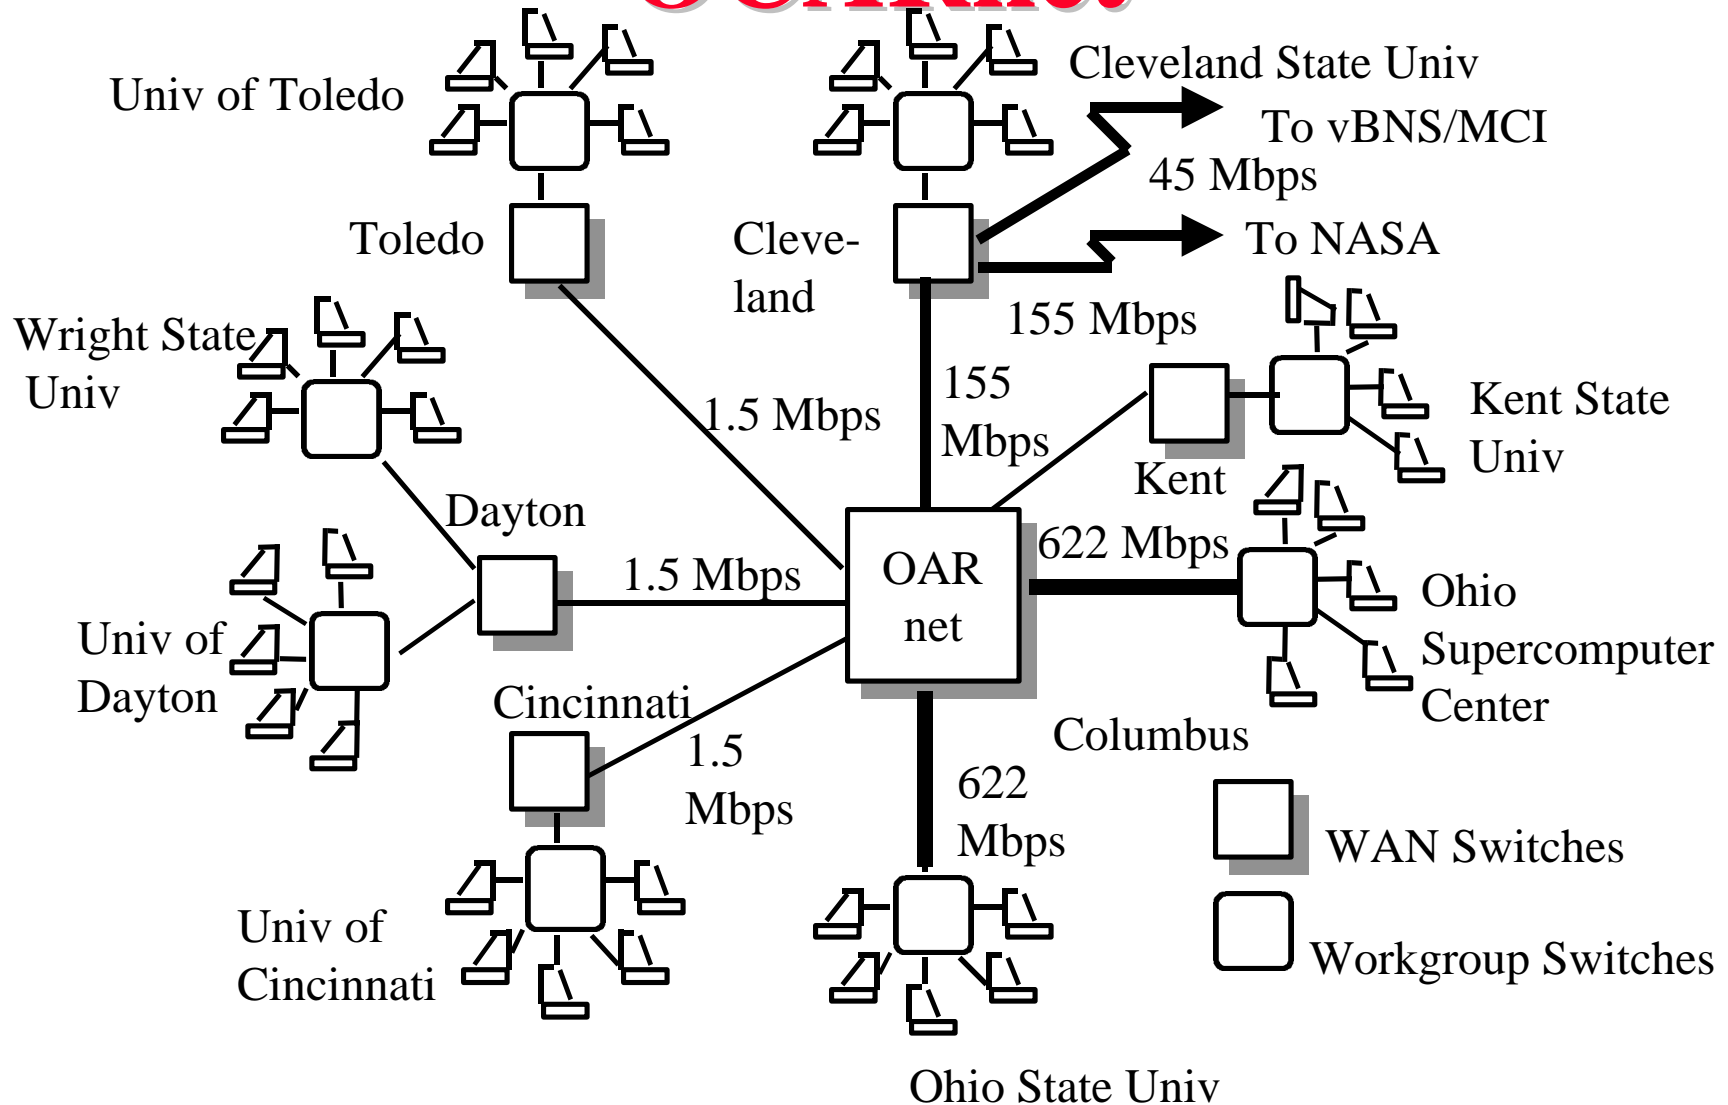 Univ of Toledo
Cleveland State Univ
To vBNS/MCI
45 Mbps
Toledo
Cleve-
land
To NASA
155 Mbps
Wright State
Univ
1.5 Mbps
155
Mbps
Kent
Kent State
Univ
Dayton
1.5 Mbps
OAR
net
622 Mbps
Ohio
Supercomputer
Center
Univ of
Dayton
Cincinnati
1.5
Mbps
Columbus
622
Mbps
WAN Switches
Univ of
Cincinnati
Workgroup Switches
Ohio State Univ